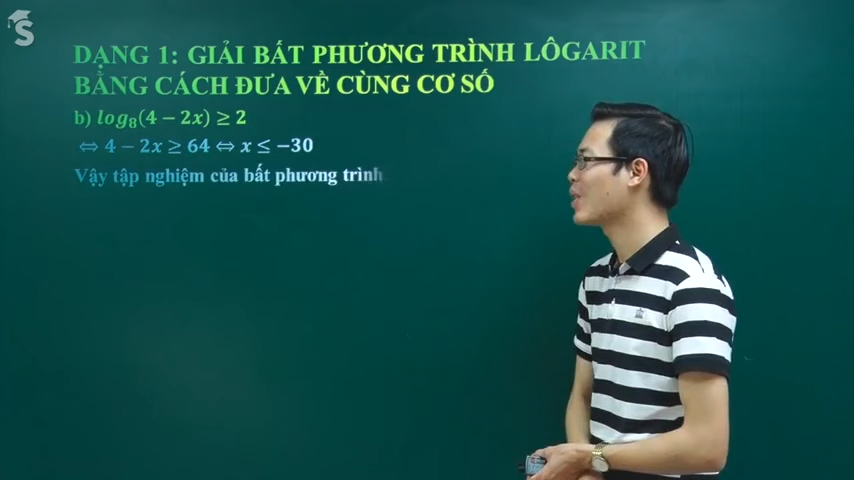 S
DẠNG 1: GIẢI BẤT PHƯƠNG TRÌNH LÔGARIT
BẰNG CÁCH ĐƯA VỀ CÙNG CƠ SỐ
b) log₈(4 − 2x) ≥ 2
⇔ 4 − 2x ≥ 64 ⇔ x ≤ −30
Vậy tập nghiệm của bất phương trình